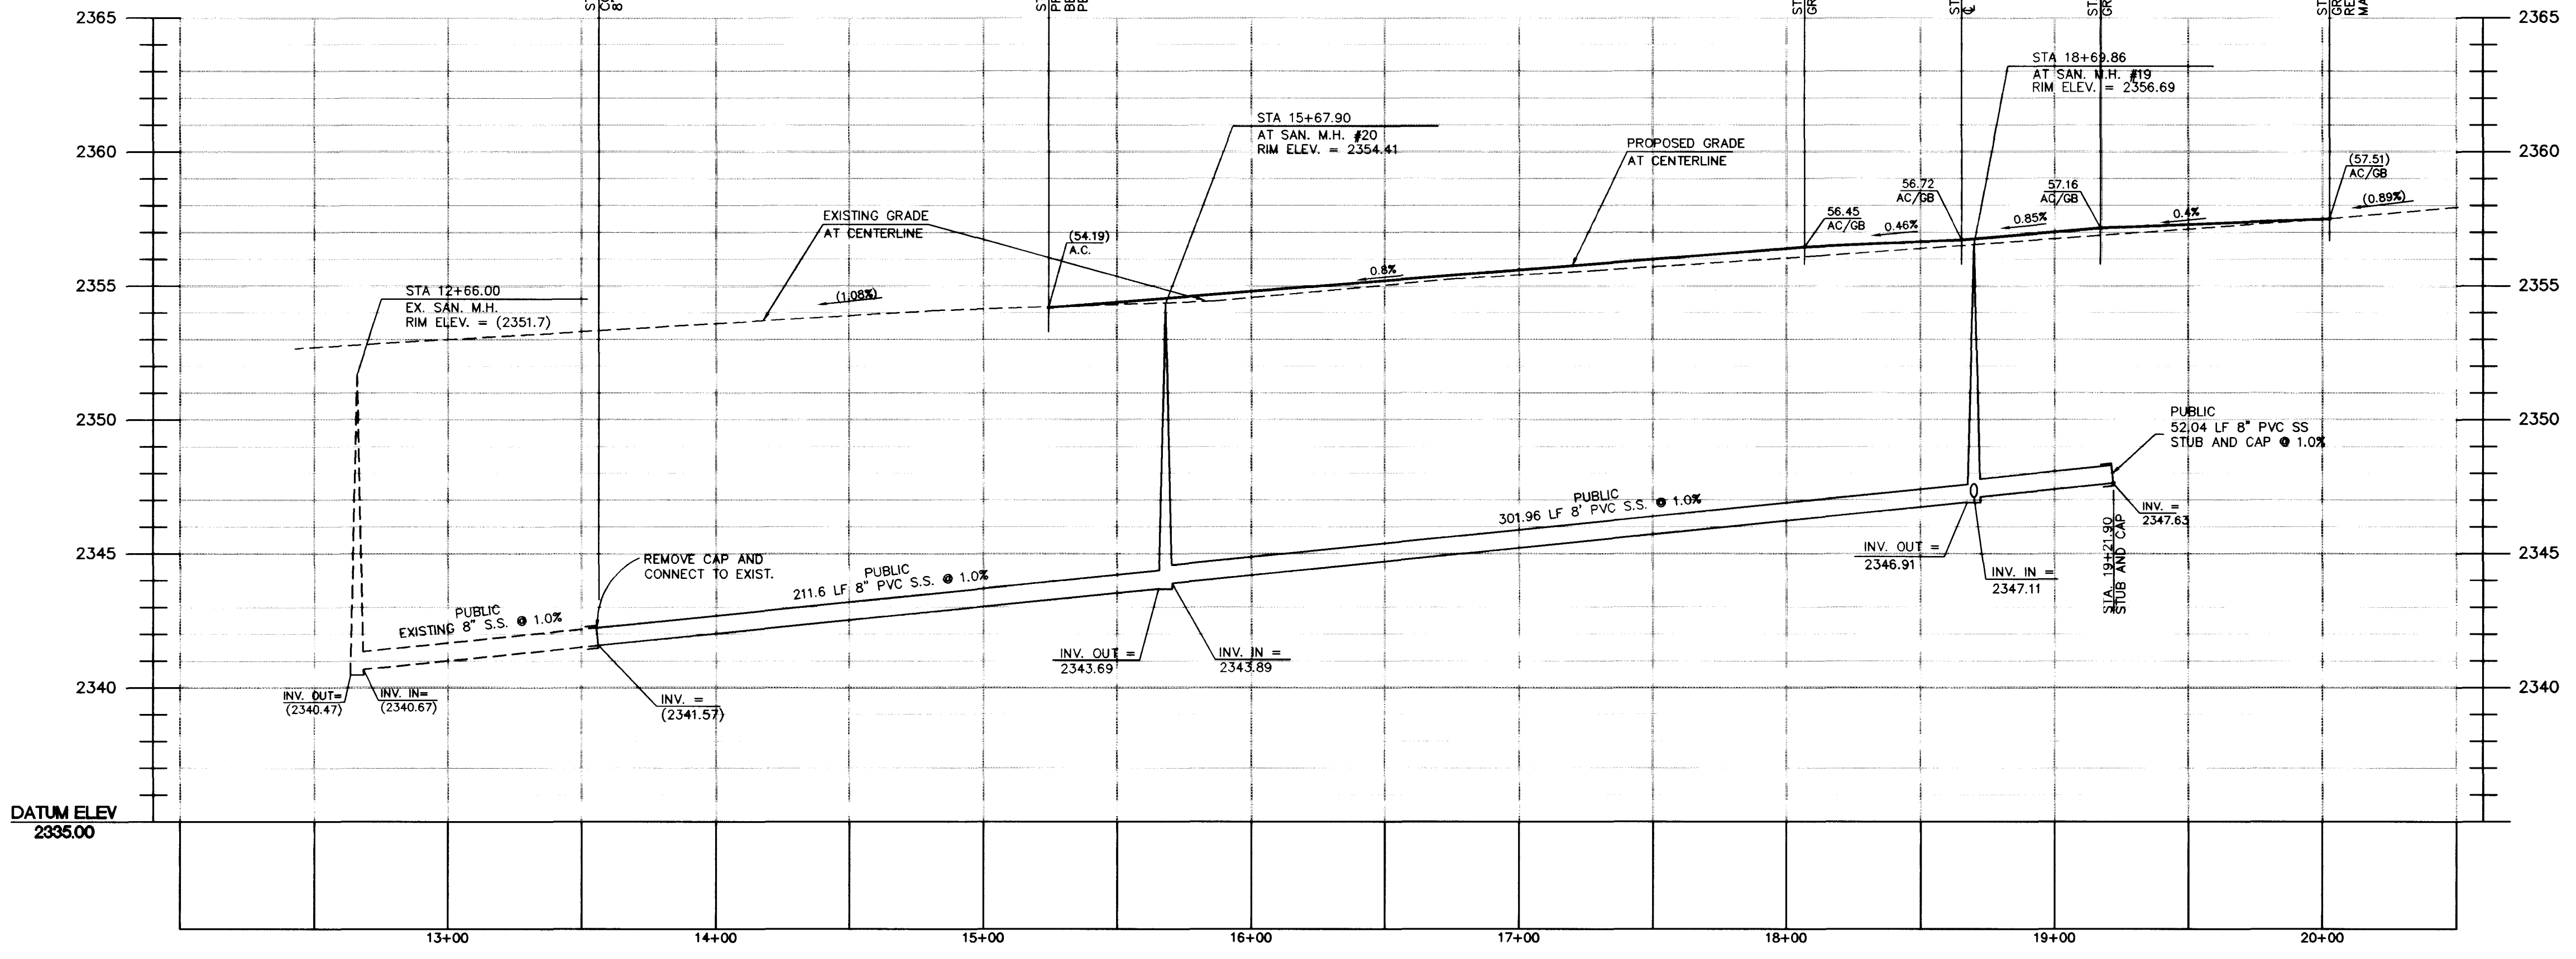 2365
2365
STA 18+69.86
AT SAN. M.H. #19
RIM ELEV. = 2356.69
STA 15+67.90
AT SAN. M.H. #20
RIM ELEV. = 2354.41
PROPOSED GRADE
AT CENTERLINE
2360
2360
(57.51)
AC/GB
(0.89%)
56.72
AC/GB
57.16
AC/GB
0.4%
0.85%
56.45
AC/GB
0.46%
EXISTING GRADE
AT CENTERLINE
(54.19)
A.C.
0.8%
2355
2355
STA 12+66.00
EX. SAN. M.H.
RIM ELEV. = (2351.7)
(1.08%)
2350
2350
PUBLIC
52.04 LF 8" PVC SS
STUB AND CAP @ 1.0%
PUBLIC
301.96 LF 8' PVC S.S. @ 1.0%
INV. =
2347.63
STA. 19+21.90
STUB AND CAP
2345
2345
INV. OUT =
2346.91
INV. IN =
2347.11
REMOVE CAP AND
CONNECT TO EXIST.
PUBLIC
211.6 LF 8" PVC S.S. @ 1.0%
PUBLIC
EXISTING 8" S.S. @ 1.0%
INV. OUT =
2343.69
INV. IN =
2343.89
2340
2340
INV. OUT=
(2340.47)
INV. IN=
(2340.67)
INV. =
(2341.57)
DATUM ELEV
2335.00
13+00
14+00
15+00
16+00
17+00
18+00
19+00
20+00